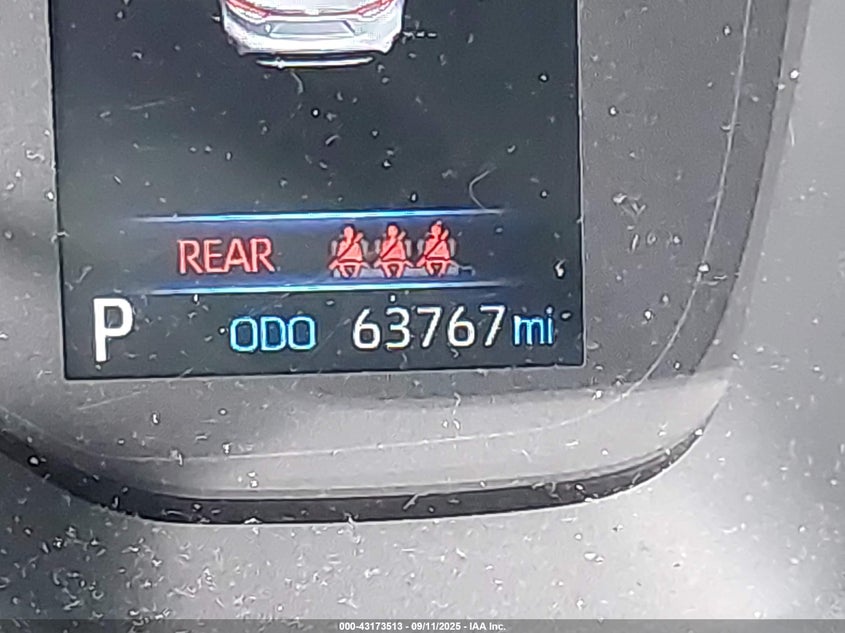 REAR
P ODO 63767 mi
000-43173513 - 09/11/2025 - IAA Inc.